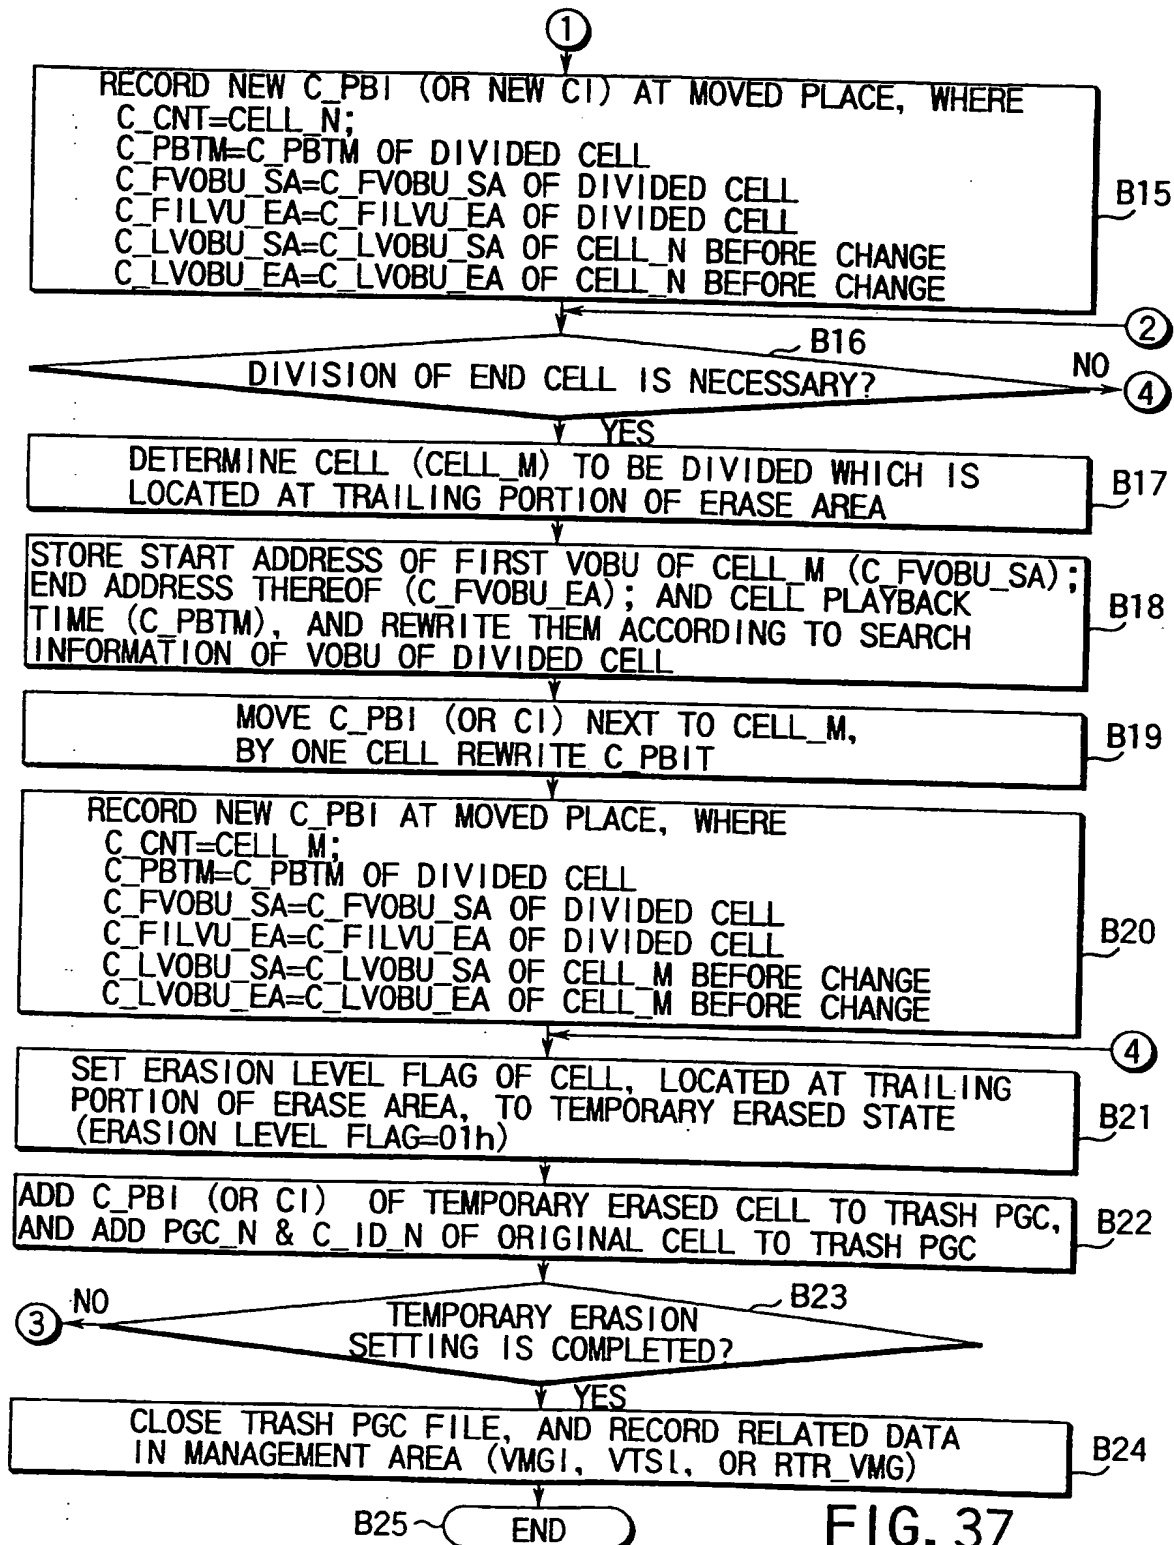 1
RECORD NEW C_PBI (OR NEW CI) AT MOVED PLACE, WHERE
C_CNT=CELL_N;
C_PBTM=C_PBTM OF DIVIDED CELL
C_FVOBU_SA=C_FVOBU_SA OF DIVIDED CELL
C_FILVU_EA=C_FILVU_EA OF DIVIDED CELL
C_LVOBU_SA=C_LVOBU_SA OF CELL_N BEFORE CHANGE
C_LVOBU_EA=C_LVOBU_EA OF CELL_N BEFORE CHANGE
B15
2
B16
DIVISION OF END CELL IS NECESSARY?
NO
4
YES
DETERMINE CELL (CELL_M) TO BE DIVIDED WHICH IS
LOCATED AT TRAILING PORTION OF ERASE AREA
B17
STORE START ADDRESS OF FIRST VOBU OF CELL_M (C_FVOBU_SA);
END ADDRESS THEREOF (C_FVOBU_EA); AND CELL PLAYBACK
TIME (C_PBTM), AND REWRITE THEM ACCORDING TO SEARCH
INFORMATION OF VOBU OF DIVIDED CELL
B18
MOVE C_PBI (OR CI) NEXT TO CELL_M,
BY ONE CELL REWRITE C_PBIT
B19
RECORD NEW C_PBI AT MOVED PLACE, WHERE
C_CNT=CELL_M;
C_PBTM=C_PBTM OF DIVIDED CELL
C_FVOBU_SA=C_FVOBU_SA OF DIVIDED CELL
C_FILVU_EA=C_FILVU_EA OF DIVIDED CELL
C_LVOBU_SA=C_LVOBU_SA OF CELL_M BEFORE CHANGE
C_LVOBU_EA=C_LVOBU_EA OF CELL_M BEFORE CHANGE
B20
4
SET ERASION LEVEL FLAG OF CELL, LOCATED AT TRAILING
PORTION OF ERASE AREA, TO TEMPORARY ERASED STATE
(ERASION LEVEL FLAG=01h)
B21
ADD C_PBI (OR CI) OF TEMPORARY ERASED CELL TO TRASH PGC,
AND ADD PGC_N & C_ID_N OF ORIGINAL CELL TO TRASH PGC
B22
B23
3
NO
TEMPORARY ERASION
SETTING IS COMPLETED?
YES
CLOSE TRASH PGC FILE, AND RECORD RELATED DATA
IN MANAGEMENT AREA (VMGI, VTSI, OR RTR_VMG)
B24
B25
END
FIG. 37